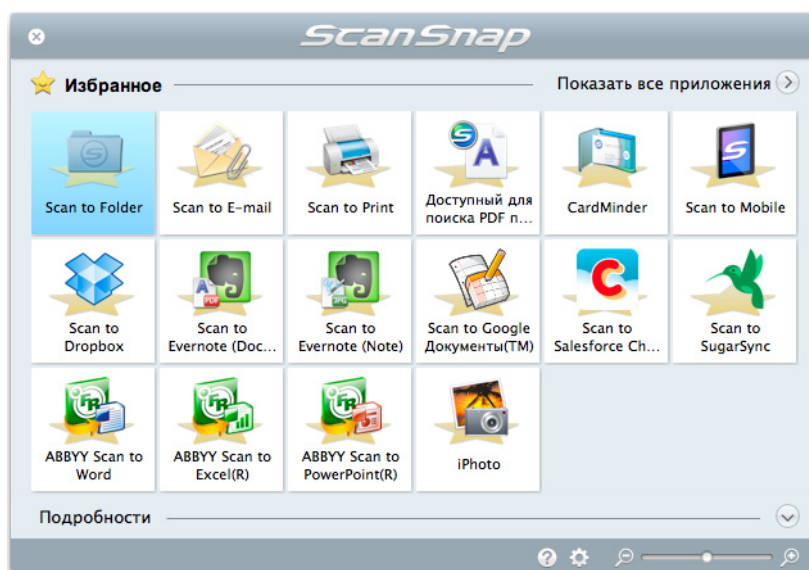 ScanSnap
Избранное
Показать все приложения
Scan to Folder
Scan to E-mail
Scan to Print
Доступный для
поиска PDF п...
CardMinder
Scan to Mobile
Scan to
Dropbox
Scan to
Evernote (Doc...
Scan to
Evernote (Note)
Scan to Google
Документы(TM)
Scan to
Salesforce Ch...
Scan to
SugarSync
ABBYY Scan to
Word
ABBYY Scan to
Excel(R)
ABBYY Scan to
PowerPoint(R)
iPhoto
Подробности